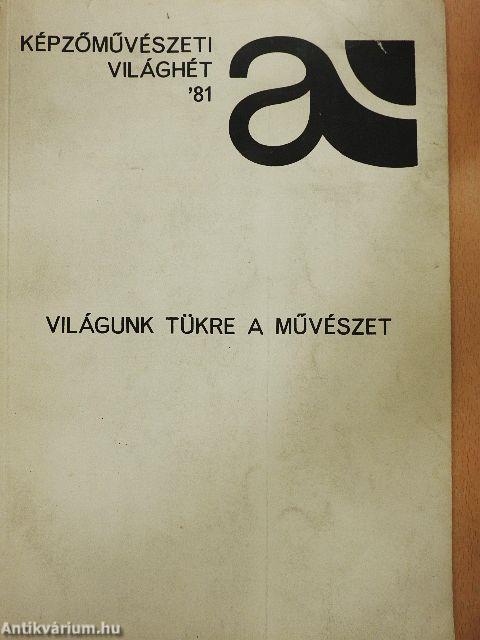 KÉPZŐMŰVÉSZETI
VILÁGHÉT
'81
a
VILÁGUNK TÜKRE A MŰVÉSZET
Antikvárium.hu